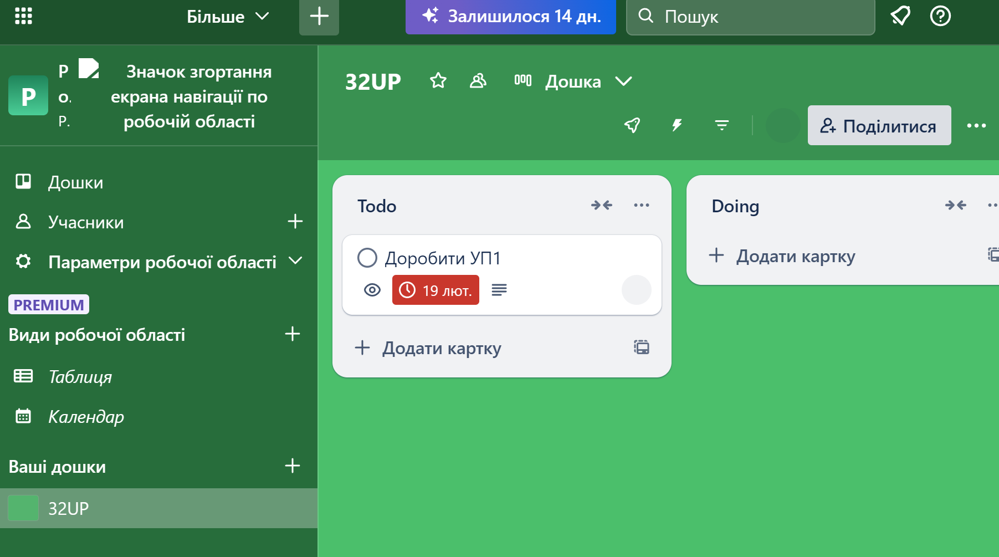 Більше
Залишилося 14 дн.
Пошук
P
Р
о.
Р.
Значок згортання
екрана навігації по
робочій області
Дошки
Учасники
Параметри робочої області
PREMIUM
Види робочої області
Таблиця
Календар
Ваші дошки
32UP
32UP
Дошка
Поділитися
Todo
Доробити УП1
19 лют.
Додати картку
Doing
Додати картку